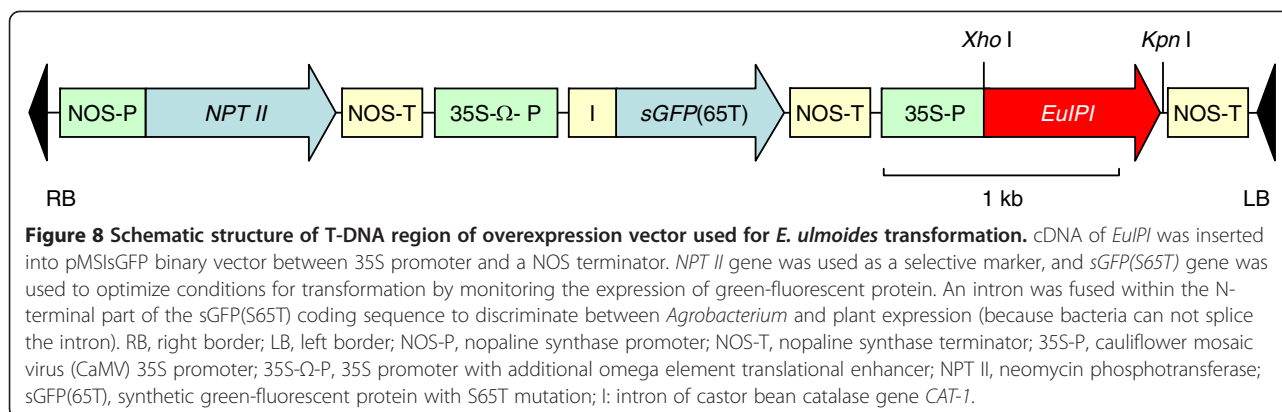 Xho I Kpn I
NOS-P NPT II NOS-T 35S-Ω- P I sGFP(65T) NOS-T 35S-P EuIPI NOS-T
RB 1 kb LB
Figure 8 Schematic structure of T-DNA region of overexpression vector used for E. ulmoides transformation. cDNA of EuIPI was inserted
into pMSIsGFP binary vector between 35S promoter and a NOS terminator. NPT II gene was used as a selective marker, and sGFP(S65T) gene was
used to optimize conditions for transformation by monitoring the expression of green-fluorescent protein. An intron was fused within the N-
terminal part of the sGFP(S65T) coding sequence to discriminate between Agrobacterium and plant expression (because bacteria can not splice
the intron). RB, right border; LB, left border; NOS-P, nopaline synthase promoter; NOS-T, nopaline synthase terminator; 35S-P, cauliflower mosaic
virus (CaMV) 35S promoter; 35S-Ω-P, 35S promoter with additional omega element translational enhancer; NPT II, neomycin phosphotransferase;
sGFP(65T), synthetic green-fluorescent protein with S65T mutation; I: intron of castor bean catalase gene CAT-1.